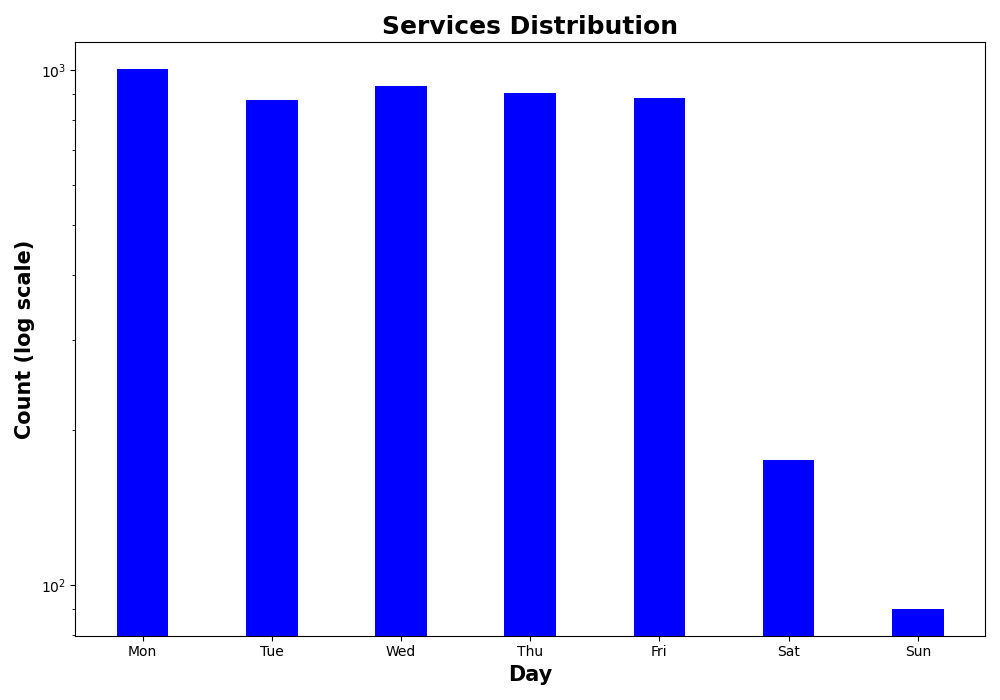 Services Distribution
10³
10²
Count (log scale)
Mon Tue Wed Thu Fri Sat Sun
Day